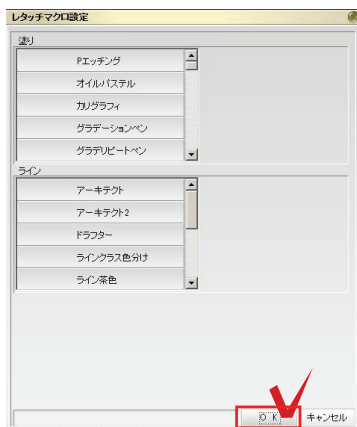 レタッチマクロ設定
塗り
Pエッチング
オイルパステル
カリグラフィ
グラデーションペン
グラデリピートペン
ライン
アーキテクト
アーキテクト2
ドラフター
ラインクラス色分け
ライン茶色
OK
キャンセル